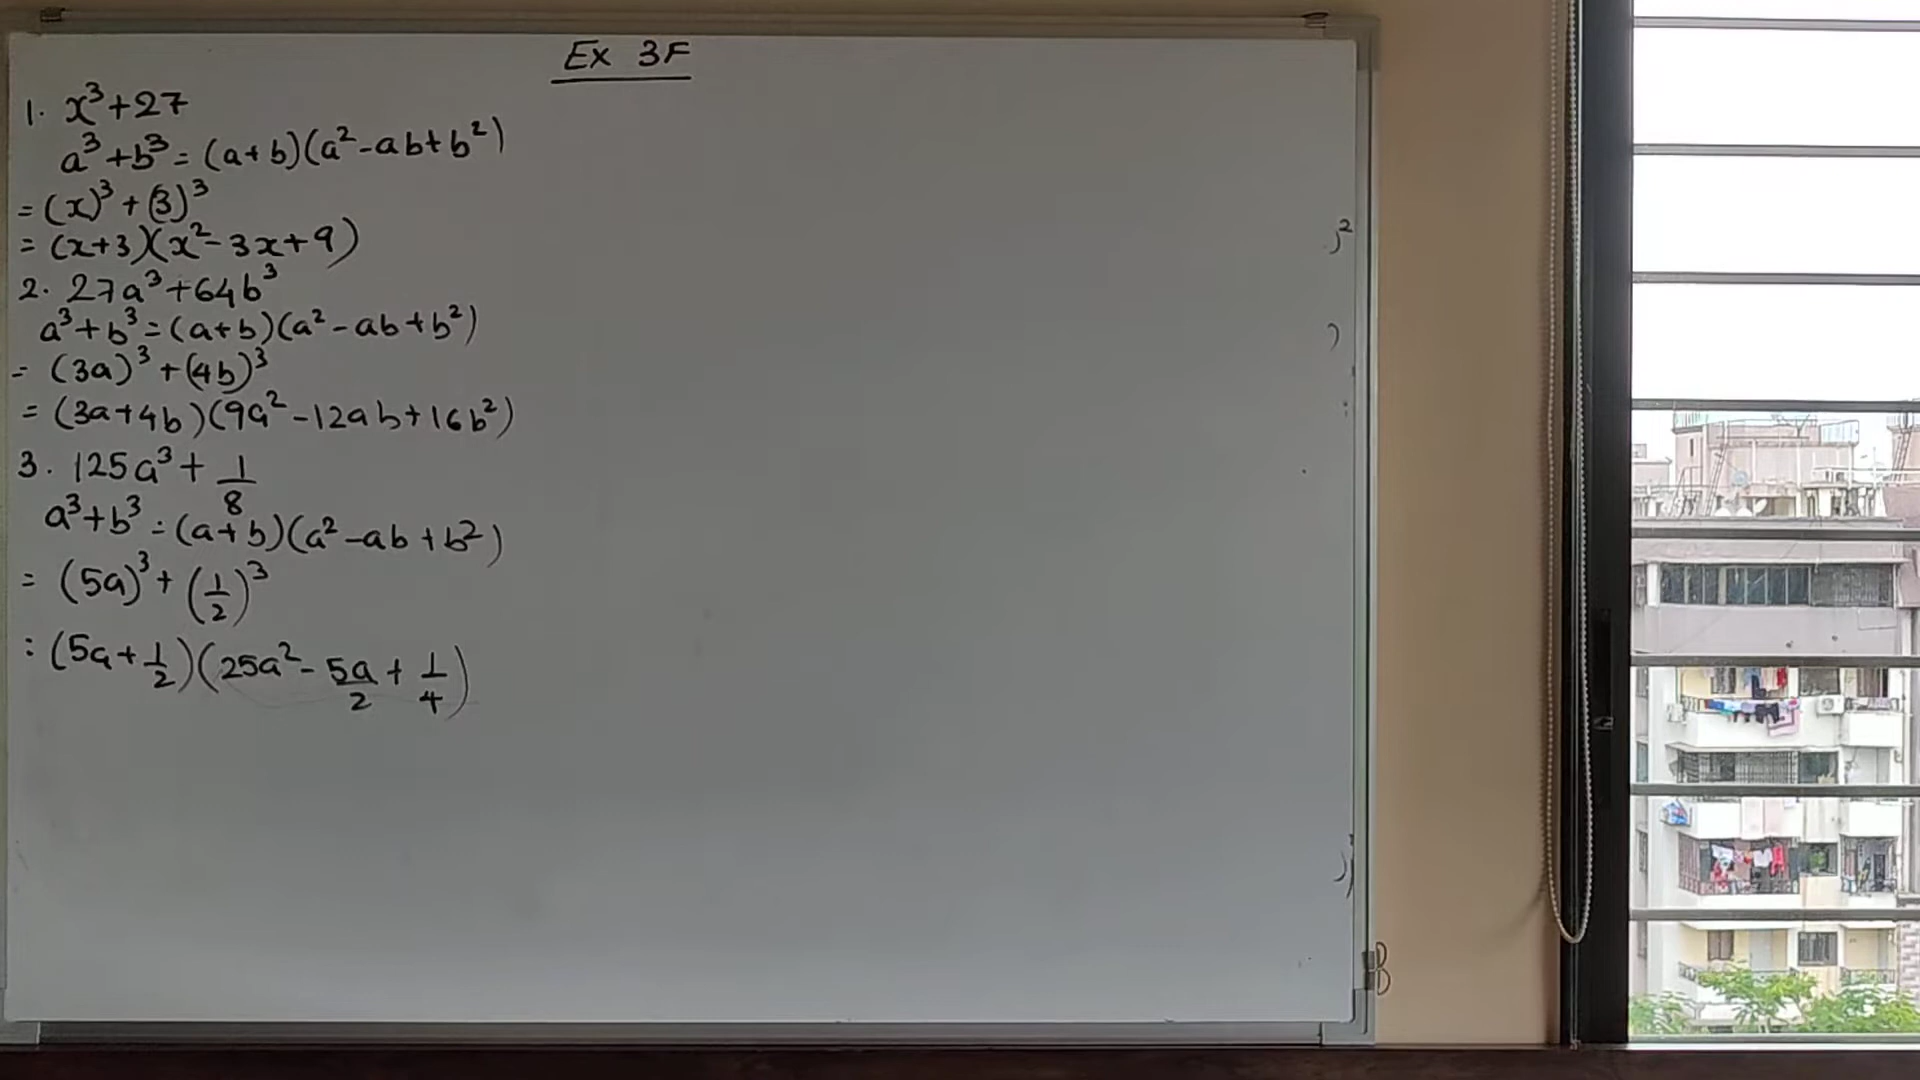 Ex 3F
1. x³+27
a³+b³=(a+b)(a²-ab+b²)
=(x)³+(3)³
=(x+3)(x²-3x+9)
2. 27a³+64b³
a³+b³=(a+b)(a²-ab+b²)
=(3a)³+(4b)³
=(3a+4b)(9a²-12ab+16b²)
3. 125a³+1/8
a³+b³=(a+b)(a²-ab+b²)
=(5a)³+(1/2)³
:(5a+1/2)(25a²-5a/2+1/4)
)²
)
B